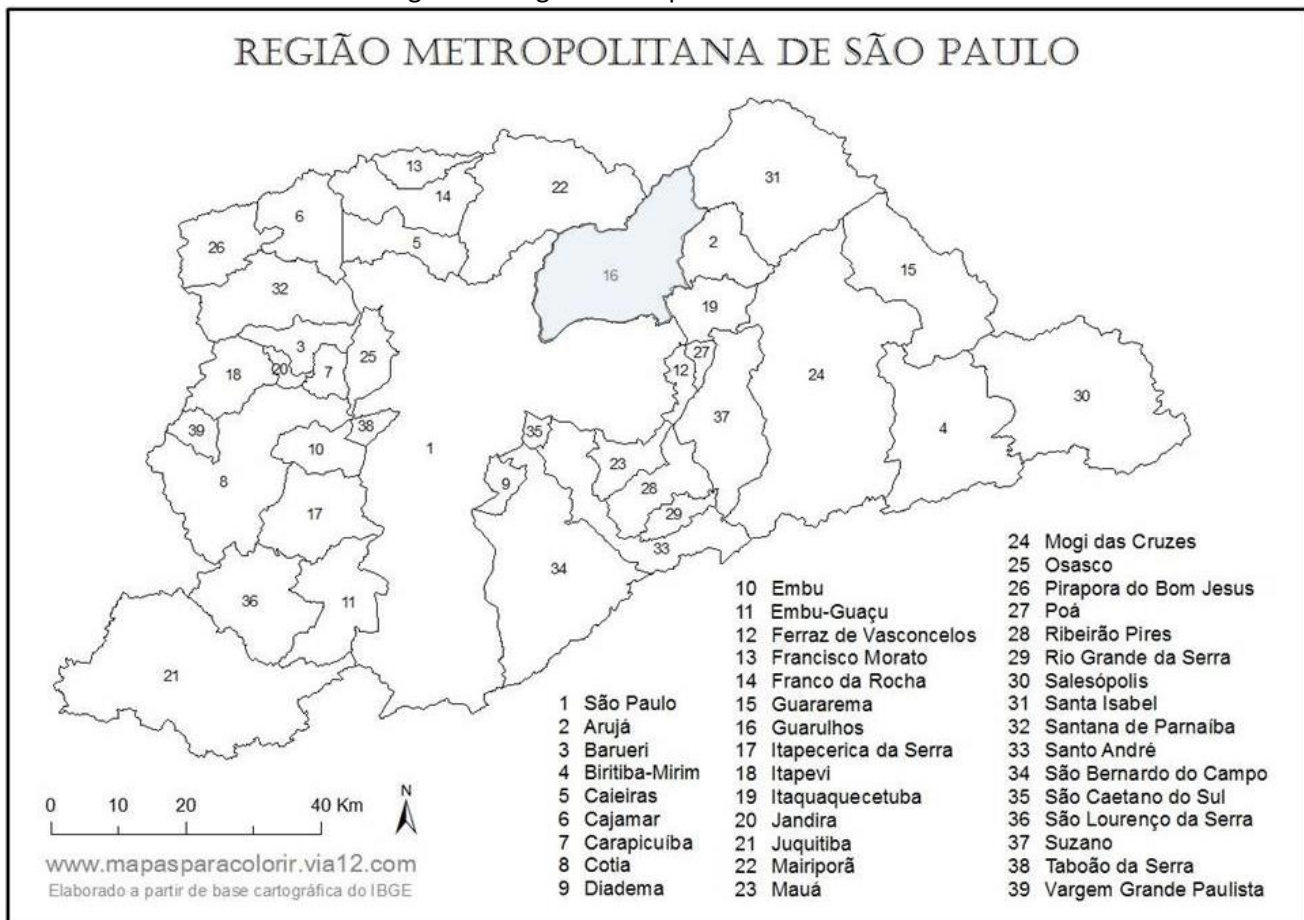 REGIÃO METROPOLITANA DE SÃO PAULO
13
31
14
22
6
2
26
5
16
15
32
19
3
25
27
18
20
7
12
24
30
37
39
38
35
4
10
1
23
8
9
28
17
29
33
34
36
11
21
1 São Paulo
2 Arujá
3 Barueri
4 Biritiba-Mirim
5 Caieiras
6 Cajamar
7 Carapicuíba
8 Cotia
9 Diadema
10 Embu
11 Embu-Guaçu
12 Ferraz de Vasconcelos
13 Francisco Morato
14 Franco da Rocha
15 Guararema
16 Guarulhos
17 Itapecerica da Serra
18 Itapevi
19 Itaquaquecetuba
20 Jandira
21 Juquitiba
22 Mairiporã
23 Mauá
24 Mogi das Cruzes
25 Osasco
26 Pirapora do Bom Jesus
27 Poá
28 Ribeirão Pires
29 Rio Grande da Serra
30 Salesópolis
31 Santa Isabel
32 Santana de Parnaíba
33 Santo André
34 São Bernardo do Campo
35 São Caetano do Sul
36 São Lourenço da Serra
37 Suzano
38 Taboão da Serra
39 Vargem Grande Paulista
0 10 20 40 Km
N
www.mapasparacolorir.via12.com
Elaborado a partir de base cartográfica do IBGE